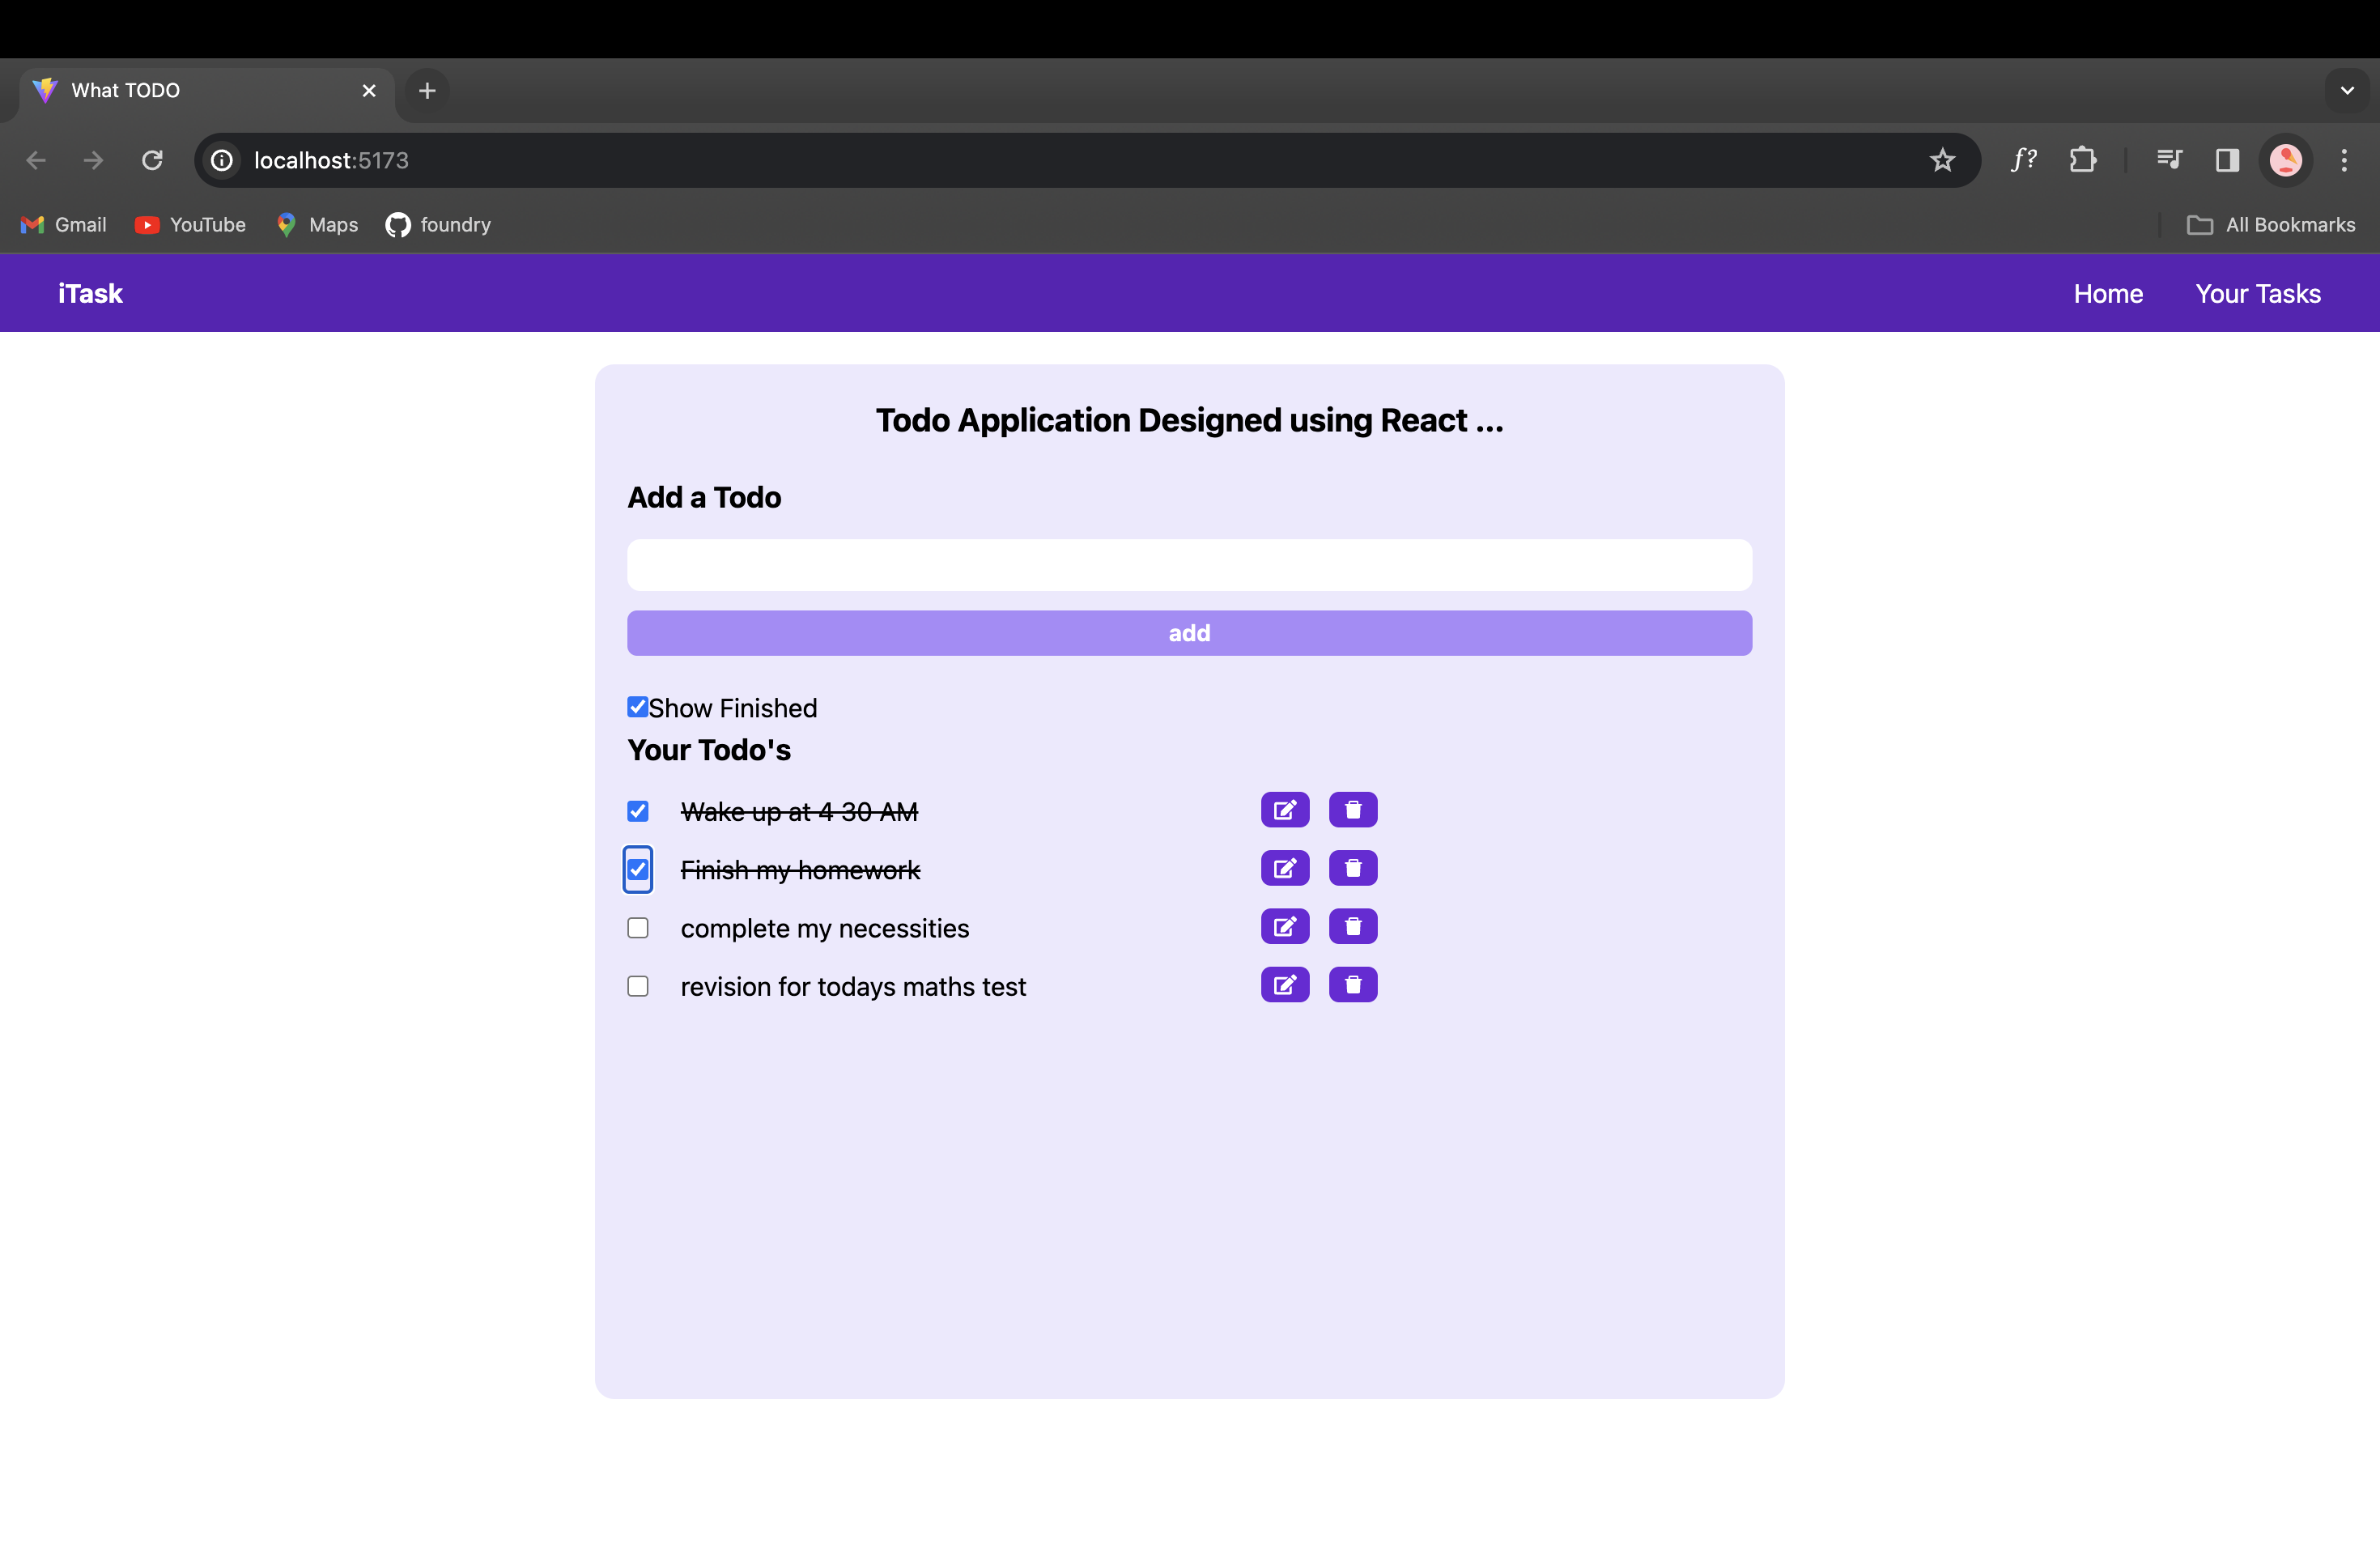 What TODO
localhost:5173
f?
Gmail YouTube Maps foundry All Bookmarks
iTask Home Your Tasks
Todo Application Designed using React ...
Add a Todo
add
Show Finished
Your Todo's
Wake up at 4 30 AM
Finish my homework
complete my necessities
revision for todays maths test